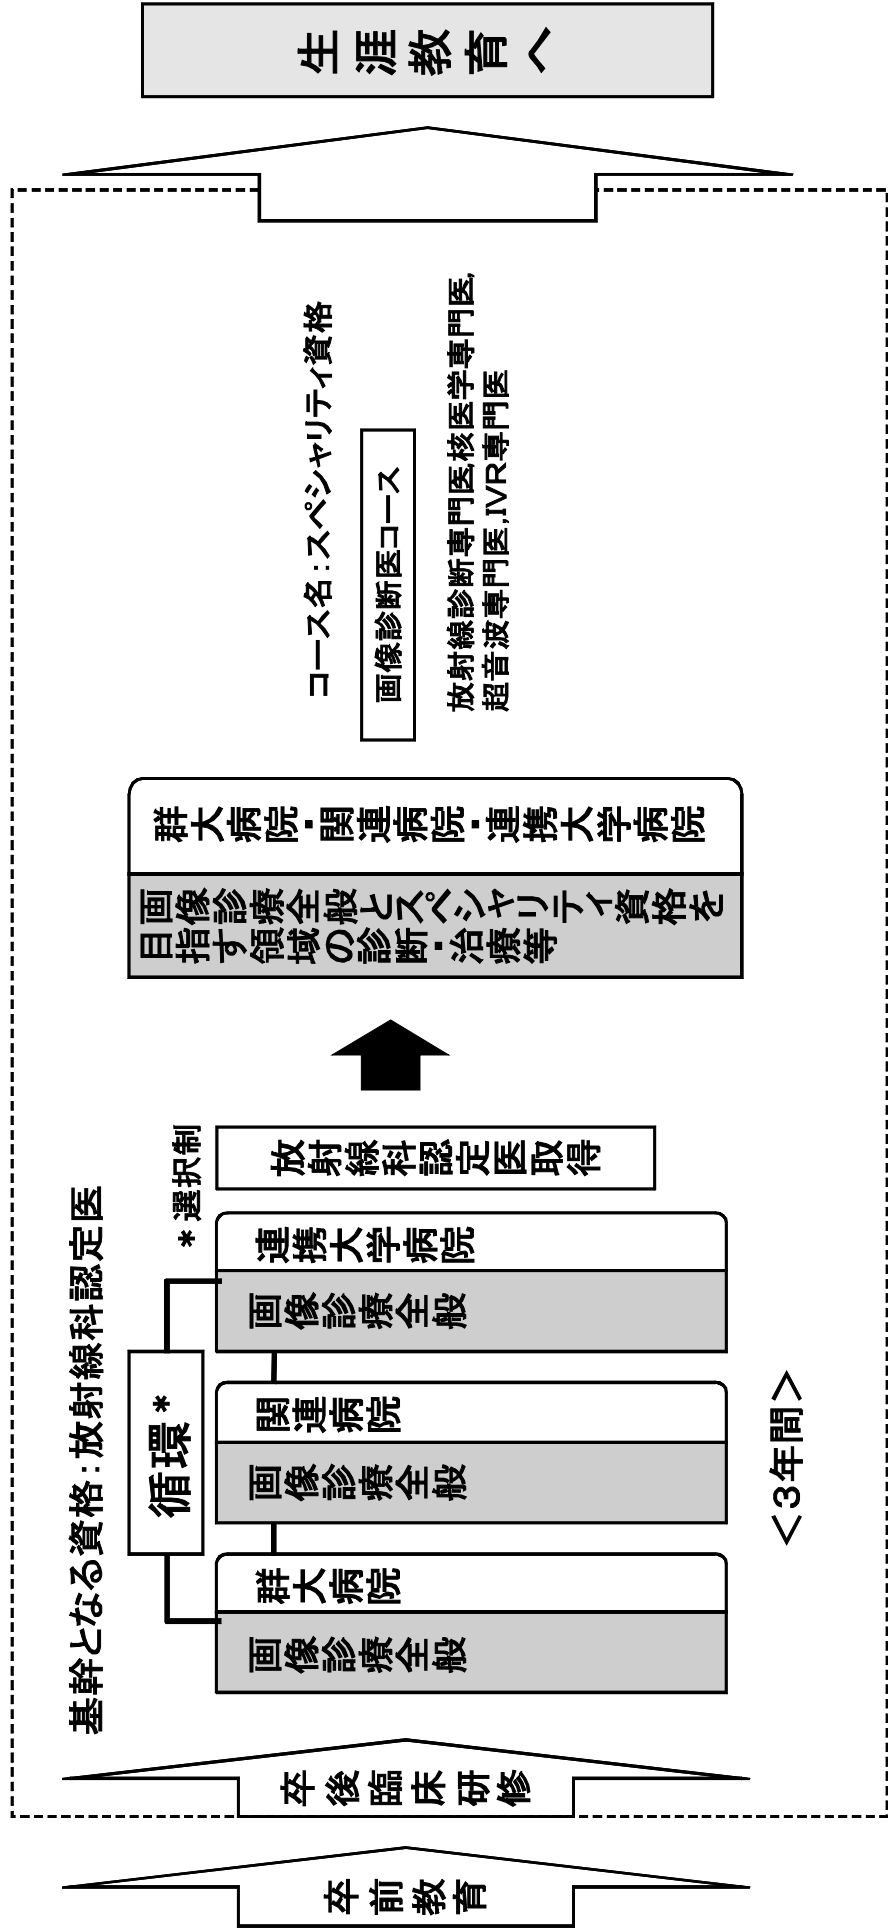 卒前教育
卒後臨床研修
基幹となる資格：放射線科認定医
循環*
*選択制
画像診療全般
群大病院
画像診療全般
関連病院
画像診療全般
連携大学病院
放射線科認定医取得
＜3年間＞
画像診療全般とスペシャリティ資格を
目指す領域の診断・治療等
群大病院・関連病院・連携大学病院
コース名：スペシャリティ資格
画像診断医コース
放射線診断専門医,核医学専門医,
超音波専門医,IVR専門医
生涯教育へ